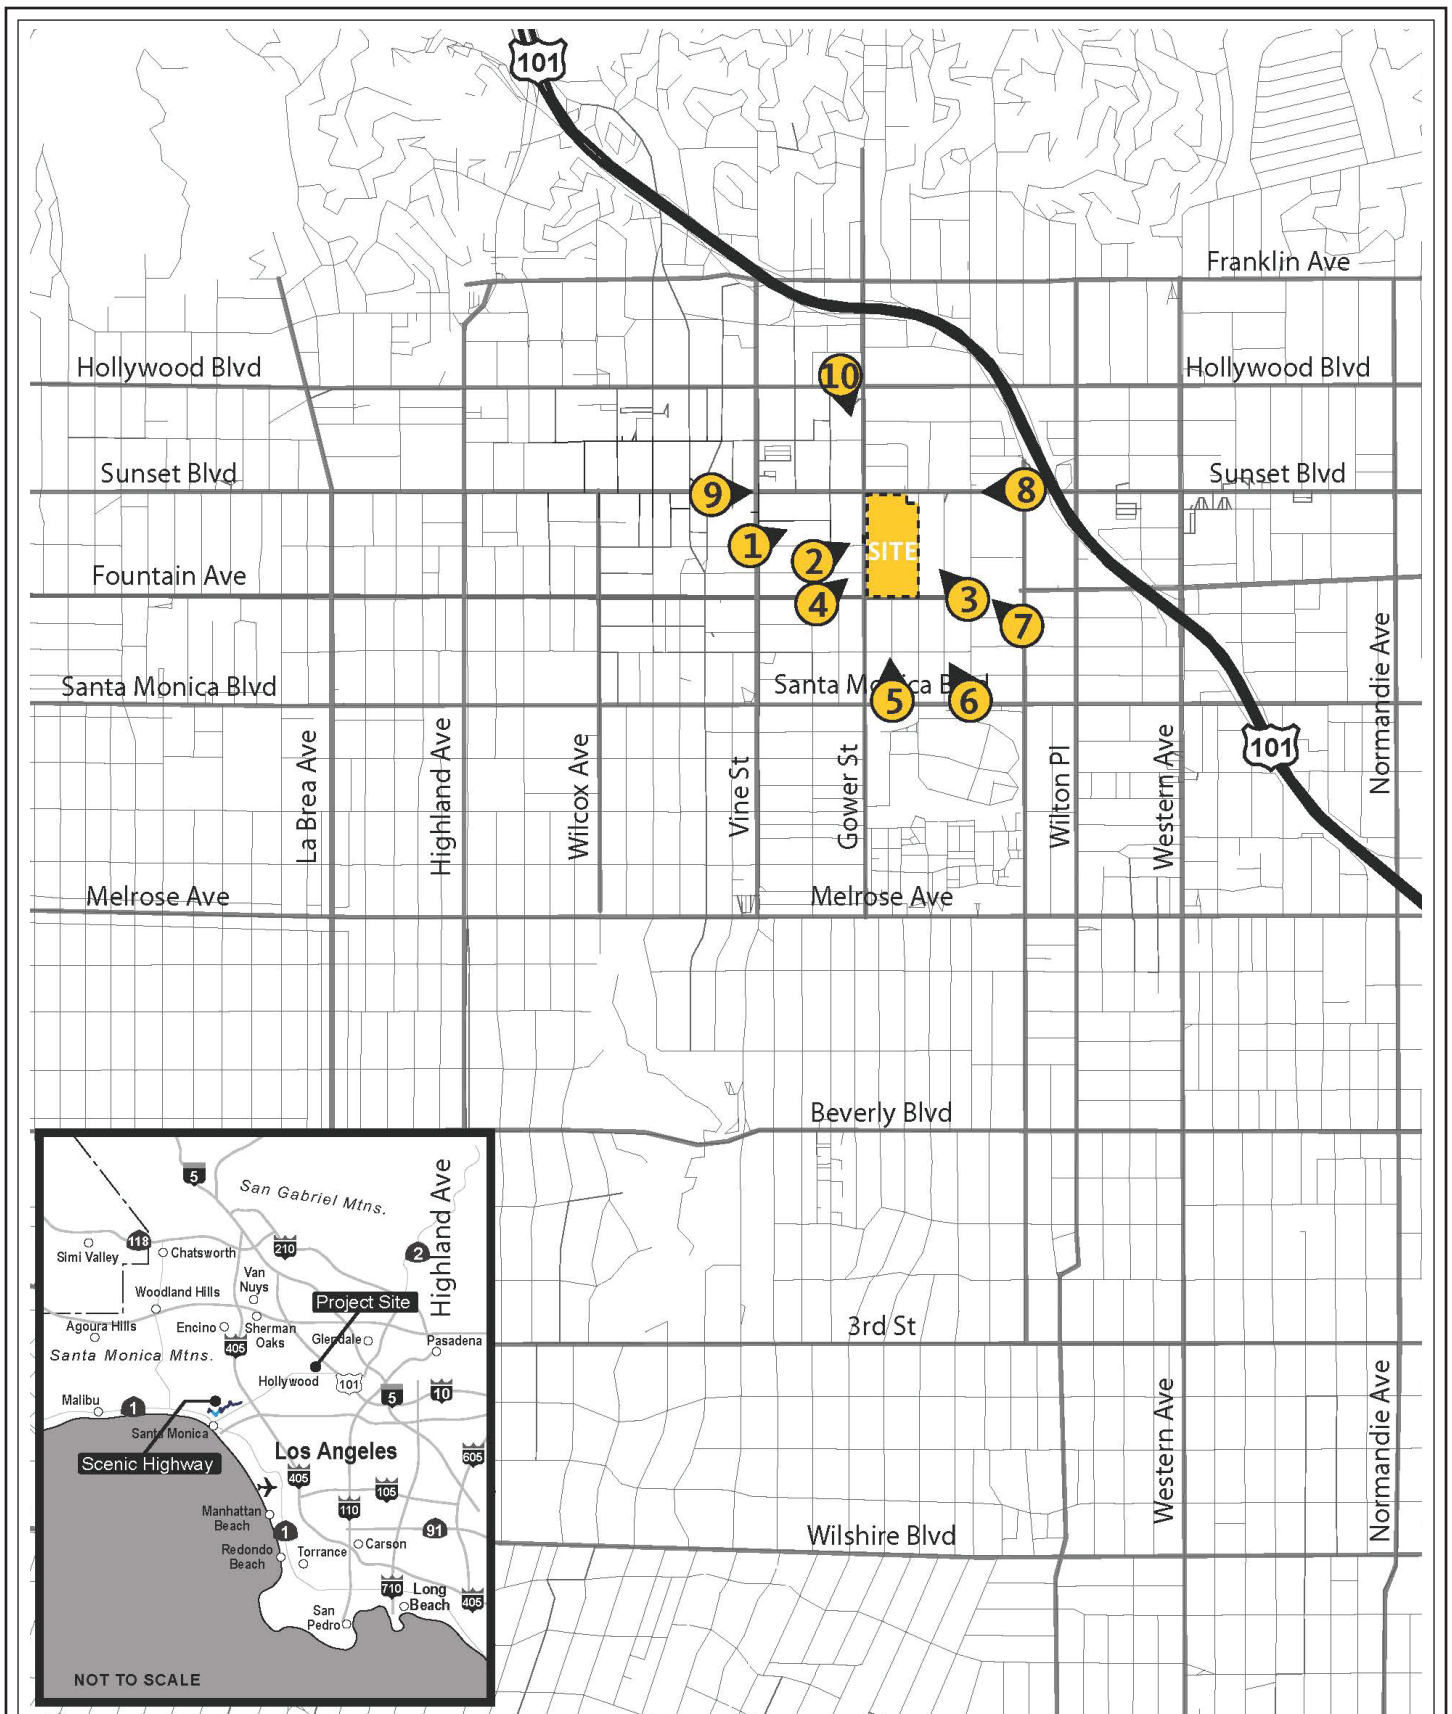 101
Franklin Ave
Hollywood Blvd
Hollywood Blvd
10
Sunset Blvd
Sunset Blvd
9
8
1
2
SITE
Fountain Ave
4
3
7
Santa Monica Blvd
Santa Monica Blvd
5
6
La Brea Ave
Highland Ave
Wilcox Ave
Vine St
Gower St
Wilton Pl
Western Ave
Normandie Ave
101
Melrose Ave
Melrose Ave
Beverly Blvd
3rd St
Wilshire Blvd
Western Ave
Normandie Ave
Highland Ave
5
San Gabriel Mtns.
118
Simi Valley
Chatsworth
210
2
Van
Nuys
Woodland Hills
Project Site
Agoura Hills
Encino
Sherman
Oaks
Glendale
Pasadena
405
Santa Monica Mtns.
Hollywood
101
5
10
Malibu
1
Santa Monica
Los Angeles
Scenic Highway
405
605
105
110
Manhattan
Beach
1
91
Redondo
Beach
Torrance
Carson
710
Long
Beach
405
San
Pedro
NOT TO SCALE